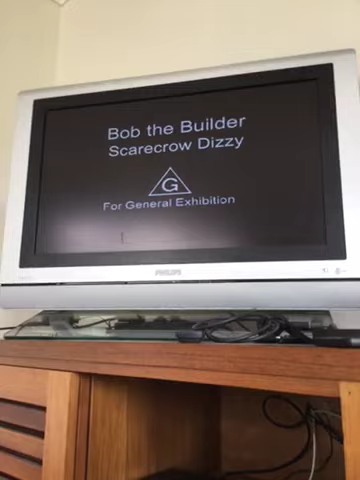 Bob the Builder
Scarecrow Dizzy
G
For General Exhibition
PHILIPS